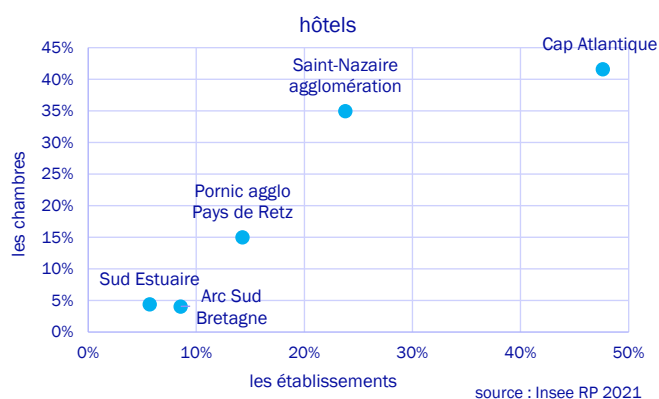 hôtels
45%
40%
35%
30%
25%
20%
15%
10%
5%
0%
les chambres
Cap Atlantique
Saint-Nazaire
agglomération
Pornic agglo
Pays de Retz
Sud Estuaire
Arc Sud
Bretagne
0%
10%
20%
30%
40%
50%
les établissements
source : Insee RP 2021